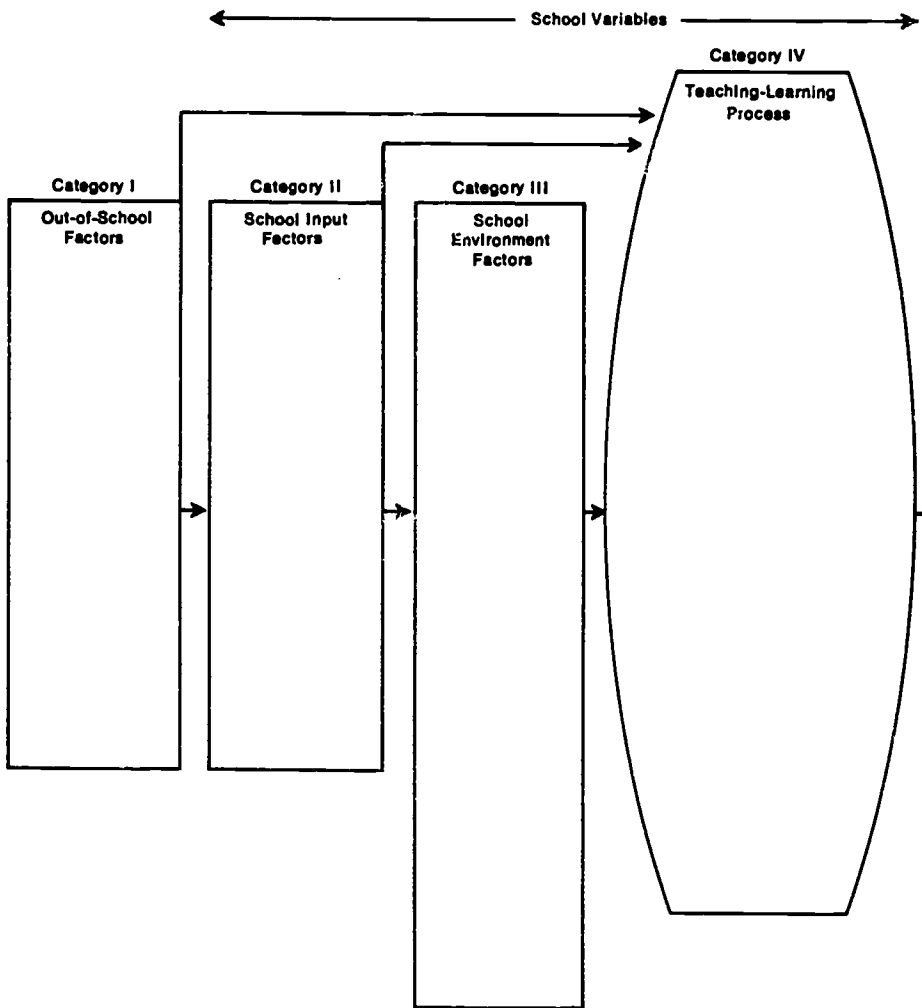 School Variables
Category IV
Teaching-Learning
Process
Category I
Out-of-School
Factors
Category II
School Input
Fectors
Category III
School
Environment
Factors